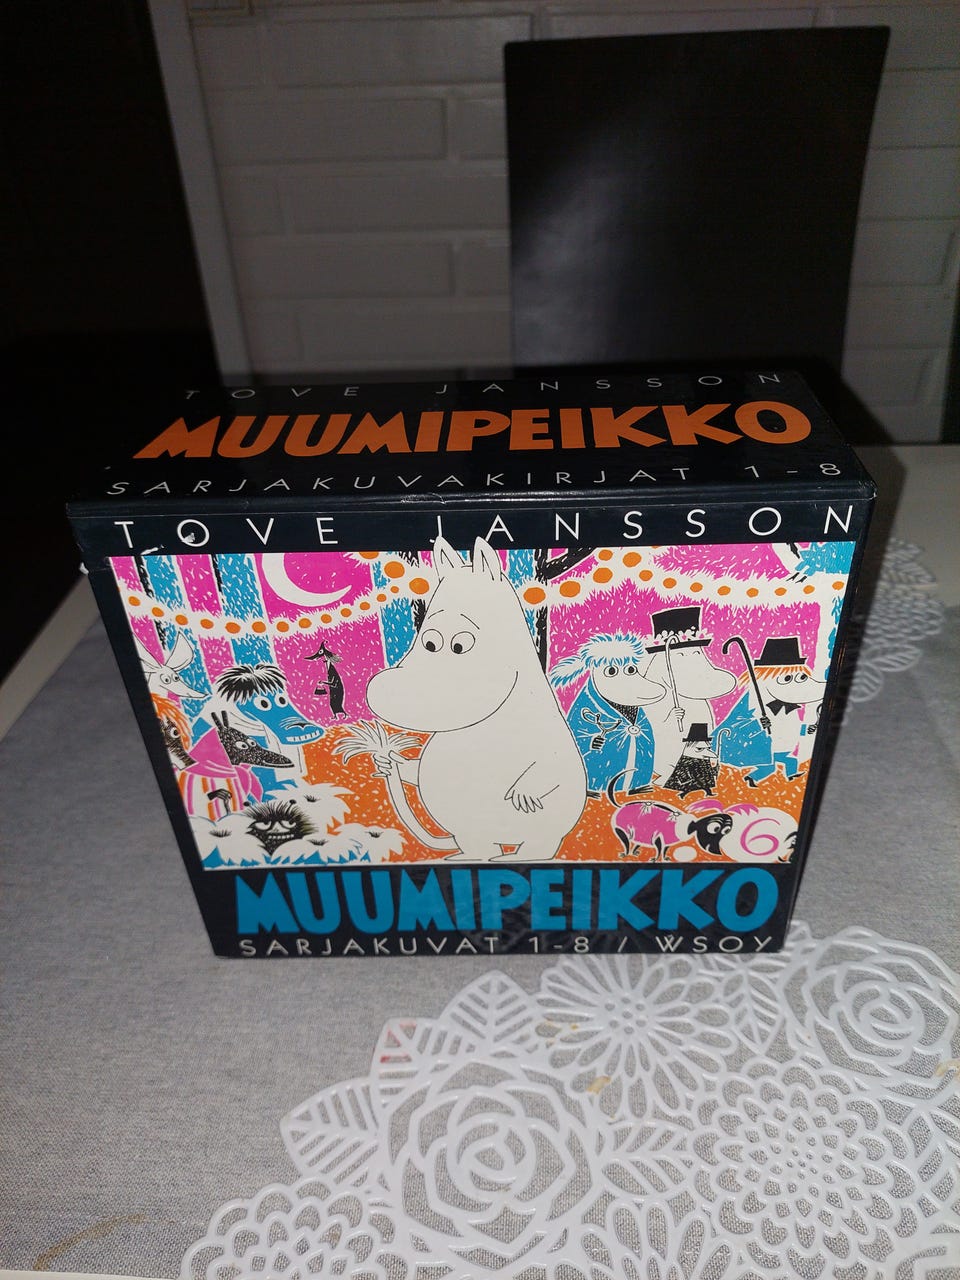 TOVE JANSSON
MUUMIPEIKKO
SARJAKUVAKIRJAT 1-8
TOVE JANSSON
6
MUUMIPEIKKO
SARJAKUVAT 1-8 / WSOY